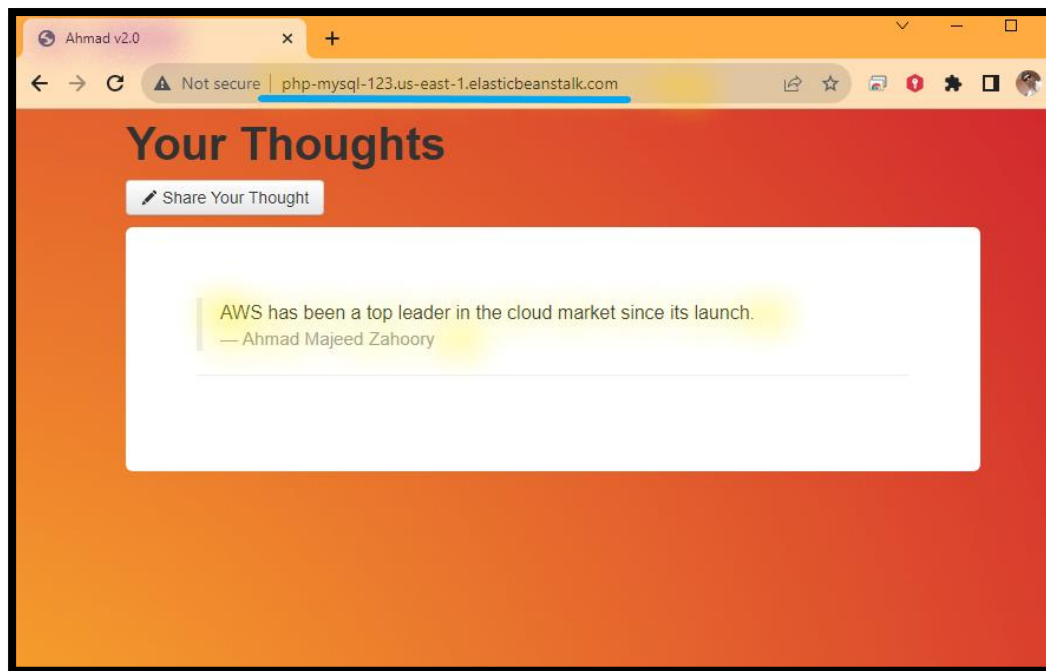 Ahmad v2.0
Not secure | php-mysql-123.us-east-1.elasticbeanstalk.com
Your Thoughts
Share Your Thought
AWS has been a top leader in the cloud market since its launch.
— Ahmad Majeed Zahoory